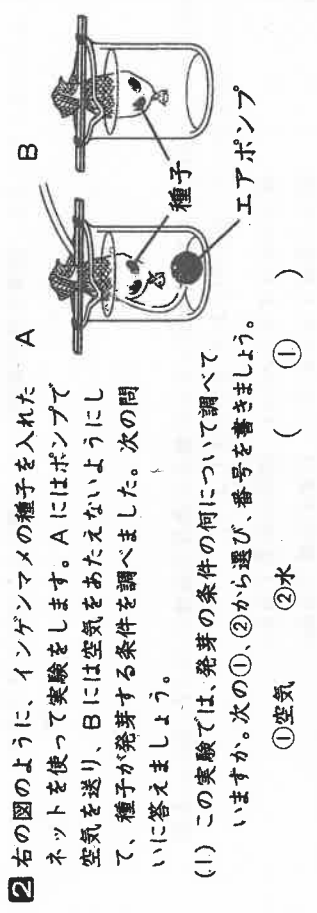 2 右の図のように、インゲンマメの種子を入れた
ネットを使って実験をします。Aにはポンプで
空気を送り、Bには空気をあたえないようにし
て、種子が発芽する条件を調べました。次の問
いに答えましょう。
A
B
種子
エアポンプ
(1) この実験では、発芽の条件の何について調べて
いますか。次の①、②から選び、番号を書きましょう。
①空気 ②水 ( ① )